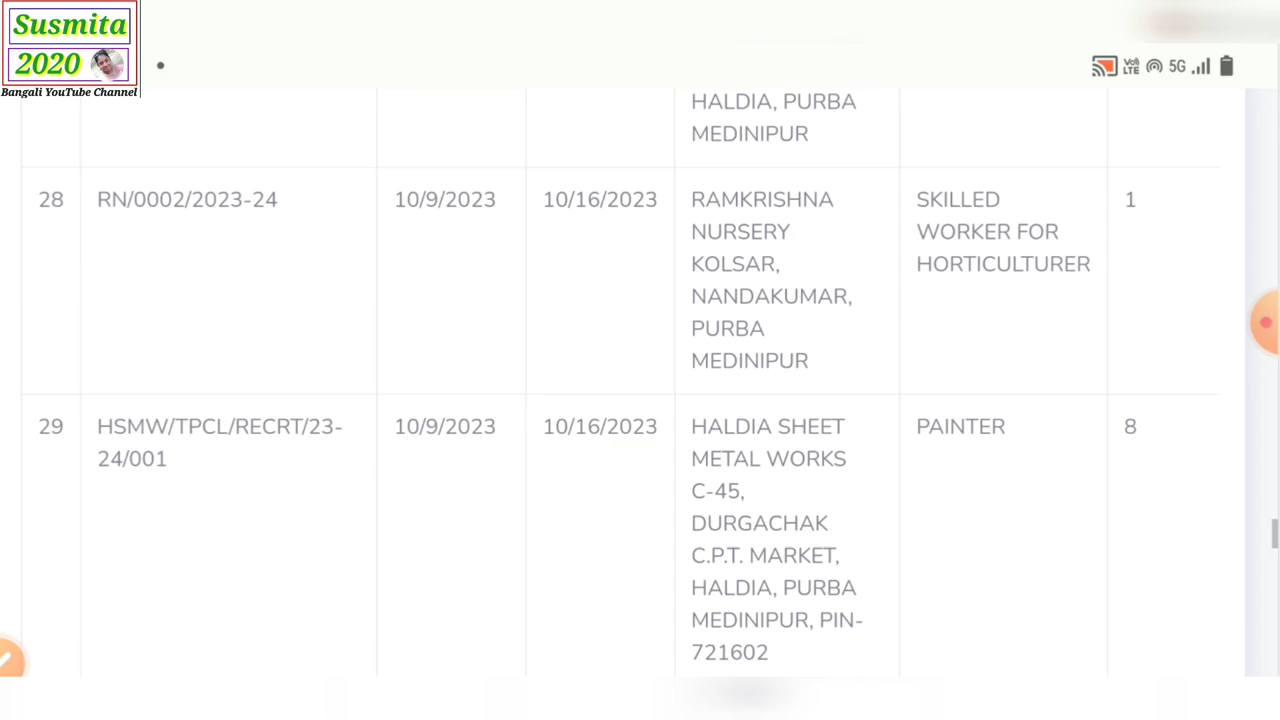 Susmita
2020
Bangali YouTube Channel
Vo)
LTE
5G
HALDIA, PURBA
MEDINIPUR
28
RN/0002/2023-24
10/9/2023
10/16/2023
RAMKRISHNA
NURSERY
KOLSAR,
NANDAKUMAR,
PURBA
MEDINIPUR
SKILLED
WORKER FOR
HORTICULTURER
1
29
HSMW/TPCL/RECRT/23-
24/001
10/9/2023
10/16/2023
HALDIA SHEET
METAL WORKS
C-45,
DURGACHAK
C.P.T. MARKET,
HALDIA, PURBA
MEDINIPUR, PIN-
721602
PAINTER
8